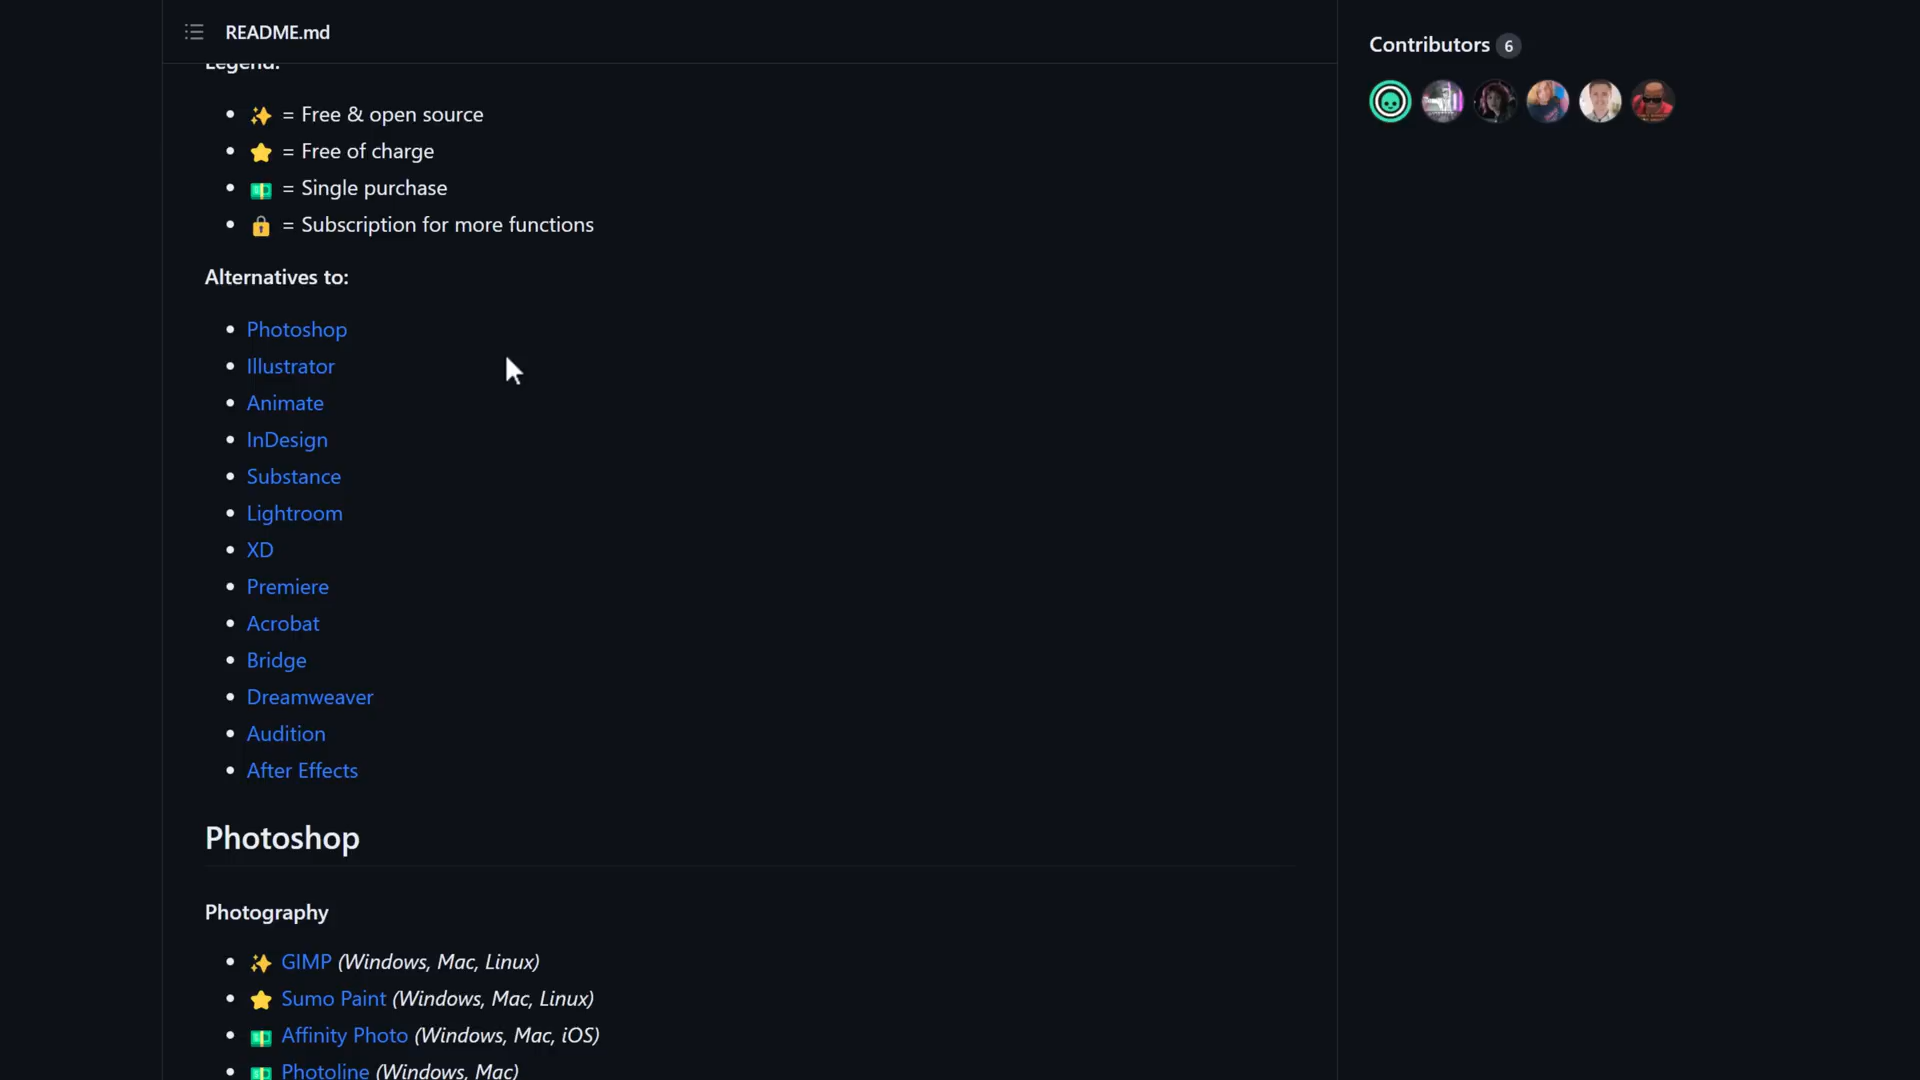 README.md
Contributors 6
Legend:
= Free & open source
= Free of charge
= Single purchase
= Subscription for more functions
Alternatives to:
Photoshop
Illustrator
Animate
InDesign
Substance
Lightroom
XD
Premiere
Acrobat
Bridge
Dreamweaver
Audition
After Effects
Photoshop
Photography
GIMP (Windows, Mac, Linux)
Sumo Paint (Windows, Mac, Linux)
Affinity Photo (Windows, Mac, iOS)
Photoline (Windows, Mac)